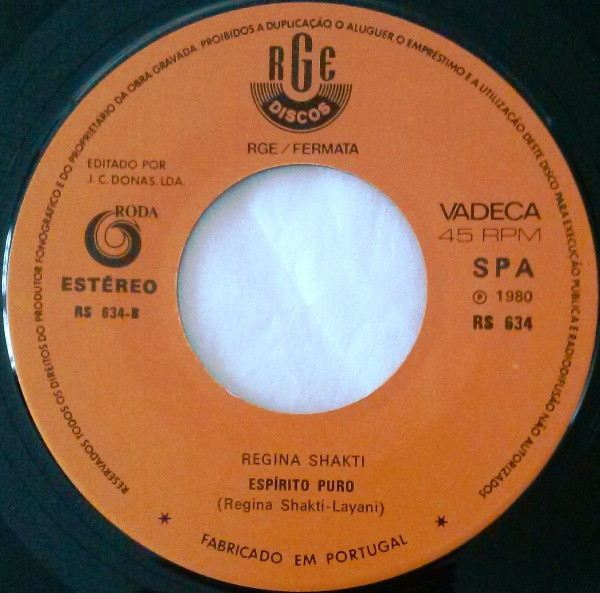 RESERVADOS TODOS OS DIREITOS DO PRODUTOR FONOGRÁFICO E DO PROPRIETÁRIO DA OBRA GRAVADA. PROIBIDOS A DUPLICAÇÃO O ALUGUER, O EMPRÉSTIMO E A UTILIZAÇÃO DESTE DISCO PARA EXECUÇÃO PÚBLICA E RADIODIFUSÃO NÃO AUTORIZADOS
RGE
DISCOS
RGE/FERMATA
EDITADO POR
J. C. DONAS, LDA.
RODA
ESTÉREO
RS 634-B
VADECA
45 RPM
SPA
℗ 1980
RS 634
REGINA SHAKTI
ESPÍRITO PURO
(Regina Shakti-Layani)
* FABRICADO EM PORTUGAL *